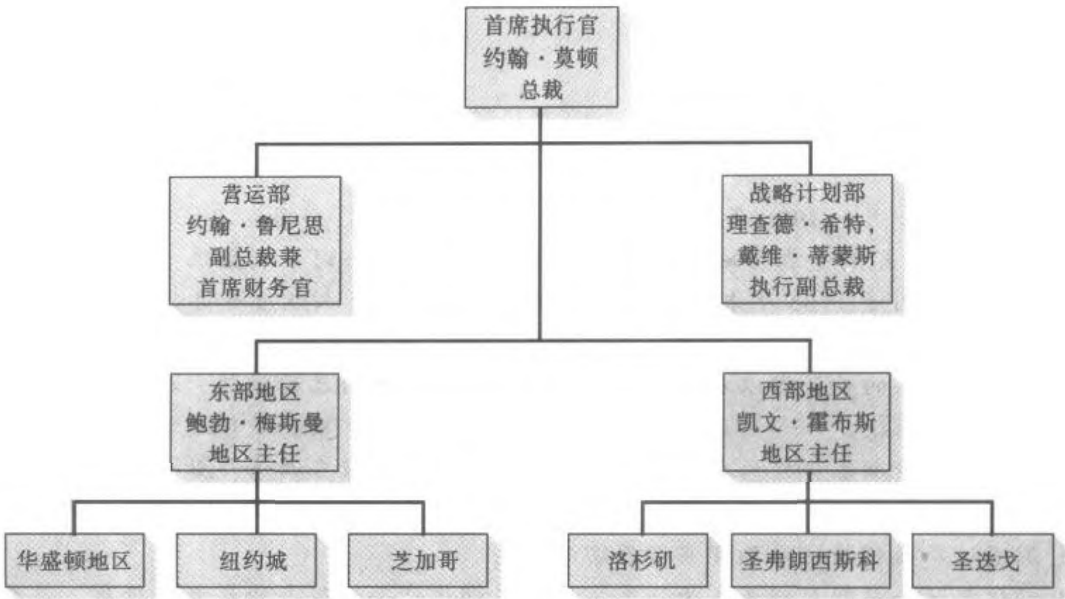 首席执行官
约翰·莫顿
总裁
营运部
约翰·鲁尼思
副总裁兼
首席财务官
战略计划部
理查德·希特,
戴维·蒂蒙斯
执行副总裁
东部地区
鲍勃·梅斯曼
地区主任
西部地区
凯文·霍布斯
地区主任
华盛顿地区
纽约城
芝加哥
洛杉矶
圣弗朗西斯科
圣迭戈